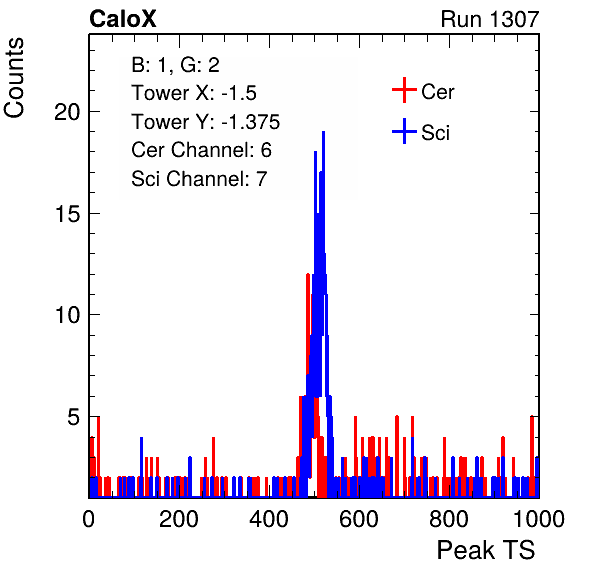 CaloX
Run 1307
Counts
B: 1, G: 2
Tower X: -1.5
Tower Y: -1.375
Cer Channel: 6
Sci Channel: 7
Cer
Sci
20
15
10
5
0 200 400 600 800 1000
Peak TS